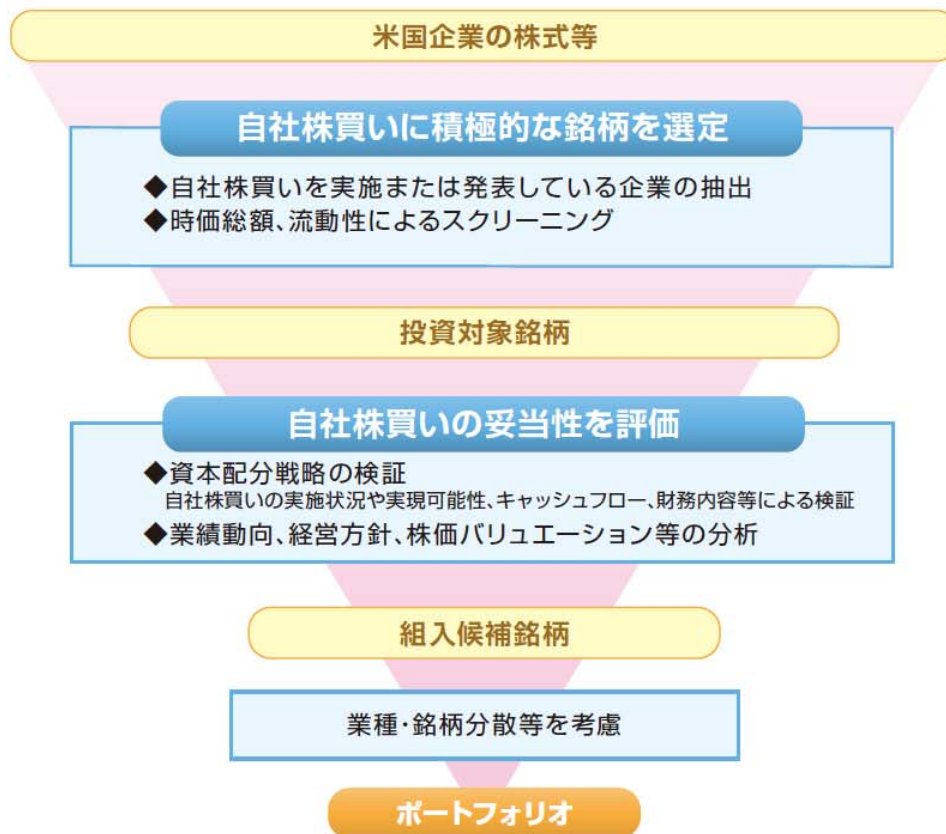 米国企業の株式等
自社株買いに積極的な銘柄を選定
◆自社株買いを実施または発表している企業の抽出
◆時価総額、流動性によるスクリーニング
投資対象銘柄
自社株買いの妥当性を評価
◆資本配分戦略の検証
自社株買いの実施状況や実現可能性、キャッシュフロー、財務内容等による検証
◆業績動向、経営方針、株価バリュエーション等の分析
組入候補銘柄
業種・銘柄分散等を考慮
ポートフォリオ